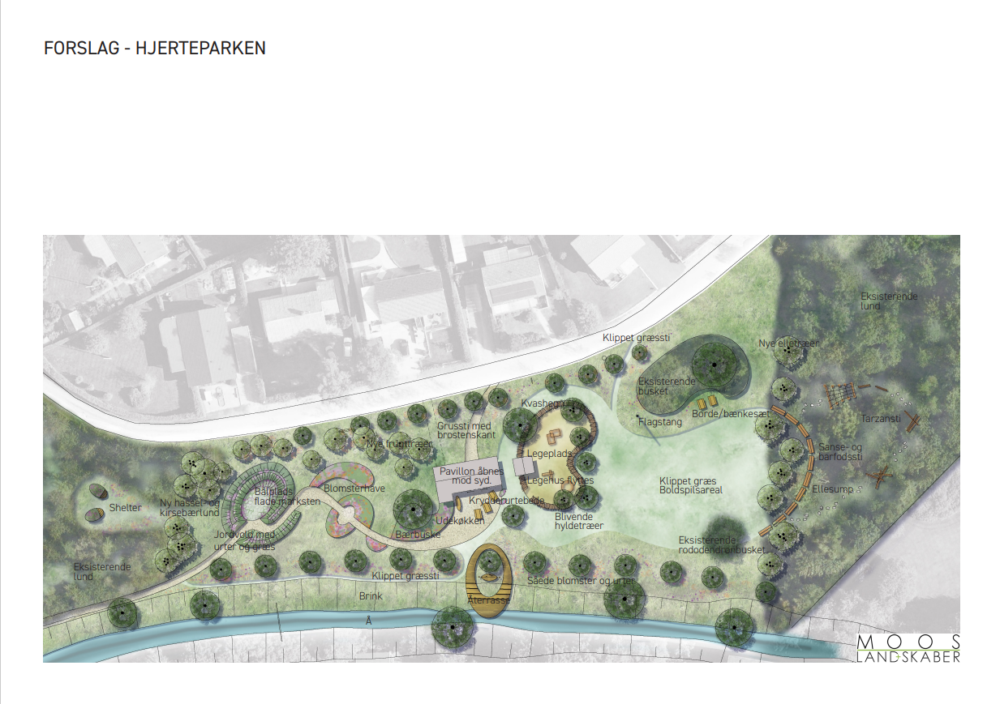 FORSLAG - HJERTEPARKEN
Eksisterende
lund
Klippet græssti
Nye elletræer
Eksisterende
busket
Kvashegn
Borde/bænkesæt
Flagstang
Tarzansti
Grussti med
brostenskant
Nye frugttræer
Sanse- og
barfodssti
Legeplads
Pavillon åbnes
mod syd.
Legehus flyttes
Klippet græs
Boldspilsareal
Ellesump
Blomsterhave
Bålplads
flade marksten
Krydderurtebede
Ny hassel- og
kirsebærlund
Shelter
Udekøkken
Blivende
hyldetræer
Bærbuske
Jordvold med
urter og græs
Eksisterende
rododendronbusket
Eksisterende
lund
Klippet græssti
Såede blomster og urter
Brink
Återrasse
Å
MOOS
LANDSKABER